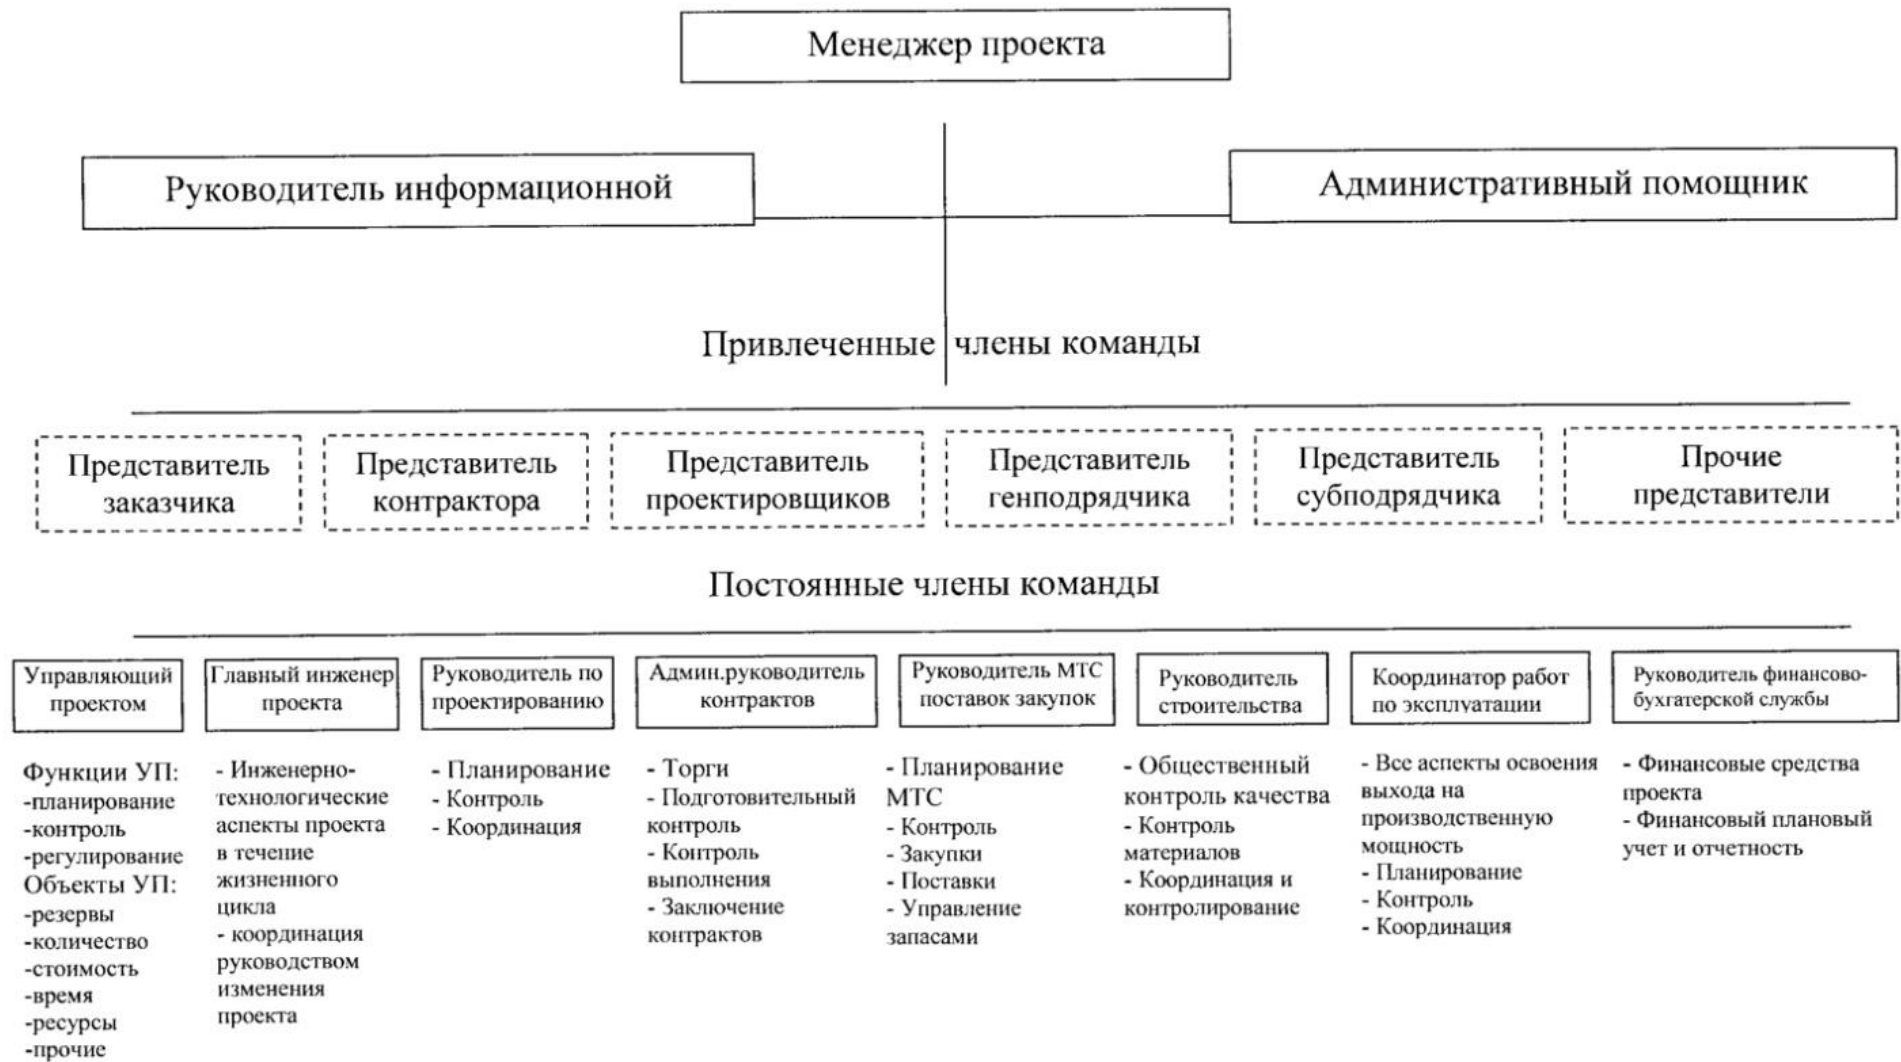 Менеджер проекта
Руководитель информационной
Административный помощник
Привлеченные члены команды
Представитель
заказчика
Представитель
контрактора
Представитель
проектировщиков
Представитель
генподрядчика
Представитель
субподрядчика
Прочие
представители
Постоянные члены команды
Управляющий
проектом
Функции УП:
-планирование
-контроль
-регулирование
Объекты УП:
-резервы
-количество
-стоимость
-время
-ресурсы
-прочие
Главный инженер
проекта
- Инженерно-
технологические
аспекты проекта
в течение
жизненного
цикла
- координация
руководством
изменения
проекта
Руководитель по
проектированию
- Планирование
- Контроль
- Координация
Админ.руководитель
контрактов
- Торги
- Подготовительный
контроль
- Контроль
выполнения
- Заключение
контрактов
Руководитель МТС
поставок закупок
- Планирование
МТС
- Контроль
- Закупки
- Поставки
- Управление
запасами
Руководитель
строительства
- Общественный
контроль качества
- Контроль
материалов
- Координация и
контролирование
Координатор работ
по эксплуатации
- Все аспекты освоения
выхода на
производственную
мощность
- Планирование
- Контроль
- Координация
Руководитель финансово-
бухгатерской службы
- Финансовые средства
проекта
- Финансовый плановый
учет и отчетность